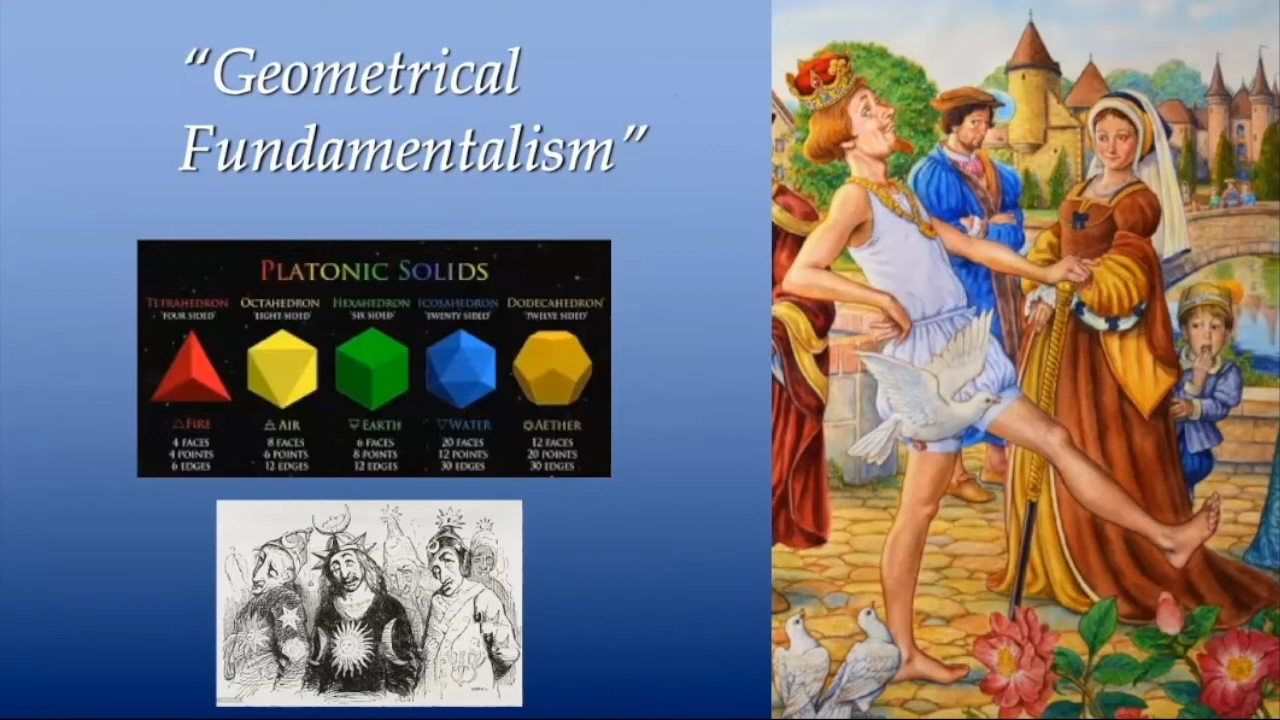 “Geometrical
Fundamentalism”
PLATONIC SOLIDS
TETRAHEDRON OCTAHEDRON HEXAHEDRON ICOSAHEDRON DODECAHEDRON
'FOUR SIDED' 'EIGHT SIDED' 'SIX SIDED' 'TWENTY SIDED' 'TWELVE SIDED'
FIRE AIR EARTH WATER AETHER
4 FACES 8 FACES 6 FACES 20 FACES 12 FACES
4 POINTS 6 POINTS 8 POINTS 12 POINTS 20 POINTS
6 EDGES 12 EDGES 12 EDGES 30 EDGES 30 EDGES